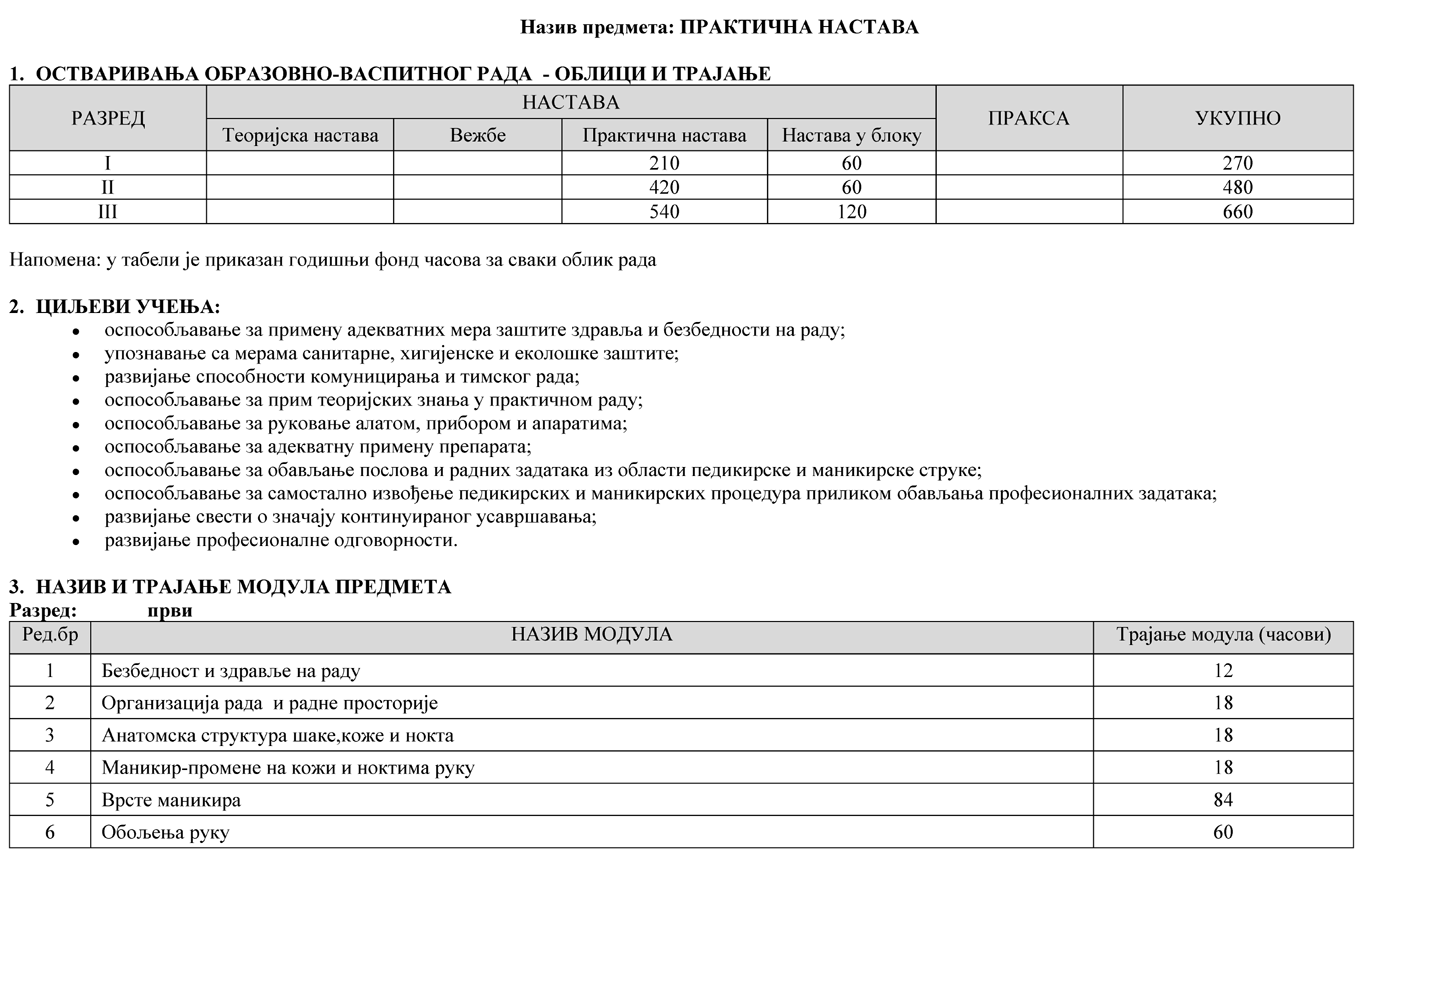 Назив предмета: ПРАКТИЧНА НАСТАВА
1. ОСТВАРИВАЊА ОБРАЗОВНО-ВАСПИТНОГ РАДА - ОБЛИЦИ И ТРАЈАЊЕ
РАЗРЕД НАСТАВА ПРАКСА УКУПНО
Теоријска настава Вежбе Практична настава Настава у блоку
I 210 60 270
II 420 60 480
III 540 120 660
Напомена: у табели је приказан годишњи фонд часова за сваки облик рада
2. ЦИЉЕВИ УЧЕЊА:
• оспособљавање за примену адекватних мера заштите здравља и безбедности на раду;
• упознавање са мерама санитарне, хигијенске и еколошке заштите;
• развијање способности комуницирања и тимског рада;
• оспособљавање за прим теоријских знања у практичном раду;
• оспособљавање за руковање алатом, прибором и апаратима;
• оспособљавање за адекватну примену препарата;
• оспособљавање за обављање послова и радних задатака из области педикирске и маникирске струке;
• оспособљавање за самостално извођење педикирских и маникирских процедура приликом обављања професионалних задатака;
• развијање свести о значају континуираног усавршавања;
• развијање професионалне одговорности.
3. НАЗИВ И ТРАЈАЊЕ МОДУЛА ПРЕДМЕТА
Разред: први
Ред.бр НАЗИВ МОДУЛА Трајање модула (часови)
1 Безбедност и здравље на раду 12
2 Организација рада и радне просторије 18
3 Анатомска структура шаке,коже и нокта 18
4 Маникир-промене на кожи и ноктима руку 18
5 Врсте маникира 84
6 Обољења руку 60